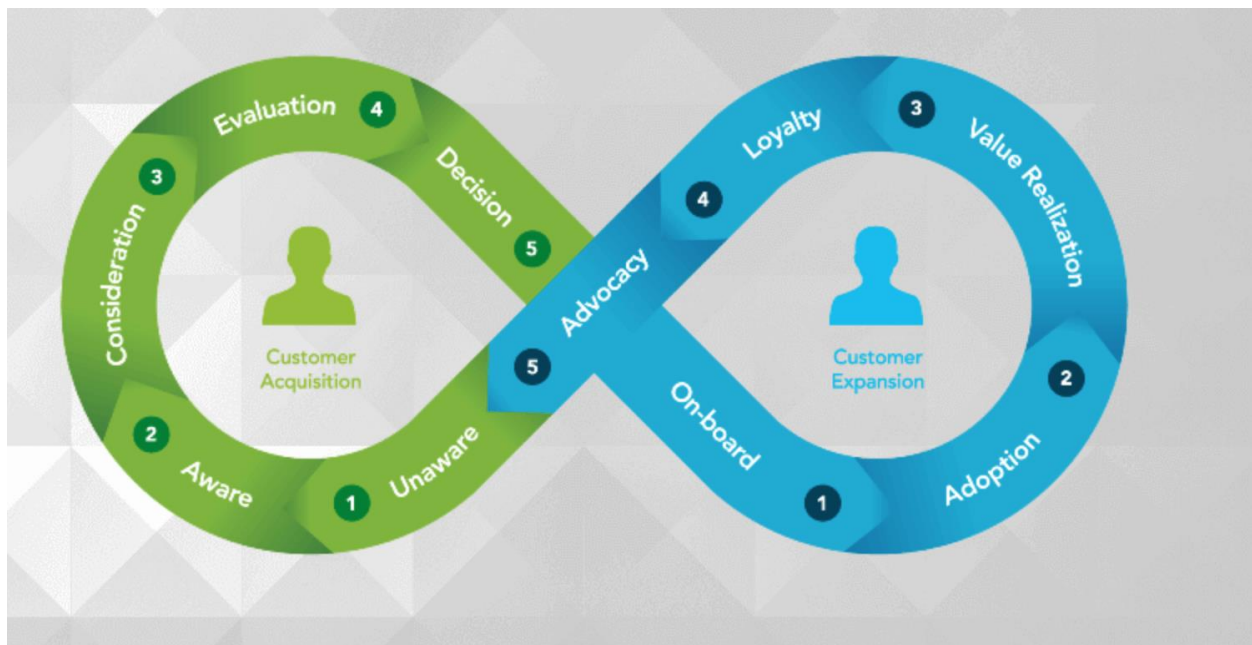 Unaware
1
Aware
2
Consideration
3
Evaluation
4
Decision
5
Customer
Acquisition
On-board
1
Adoption
2
Value Realization
3
Loyalty
4
Advocacy
5
Customer
Expansion